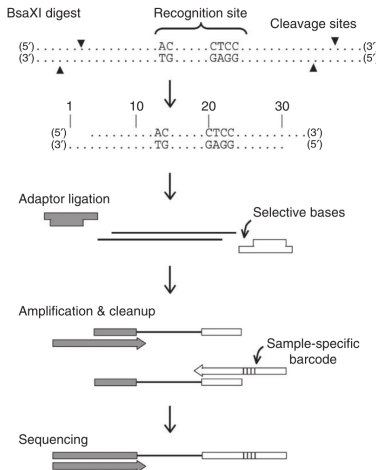 BsaXI digest Recognition site Cleavage sites
(5′)............AC.....CTCC..................(3′)
(3′)............TG.....GAGG..................(5′)
1 10 20 30
(5′) .........AC.....CTCC........... (3′)
(3′)............TG.....GAGG........ (5′)
Adaptor ligation
Selective bases
Amplification & cleanup
Sample-specific
barcode
Sequencing